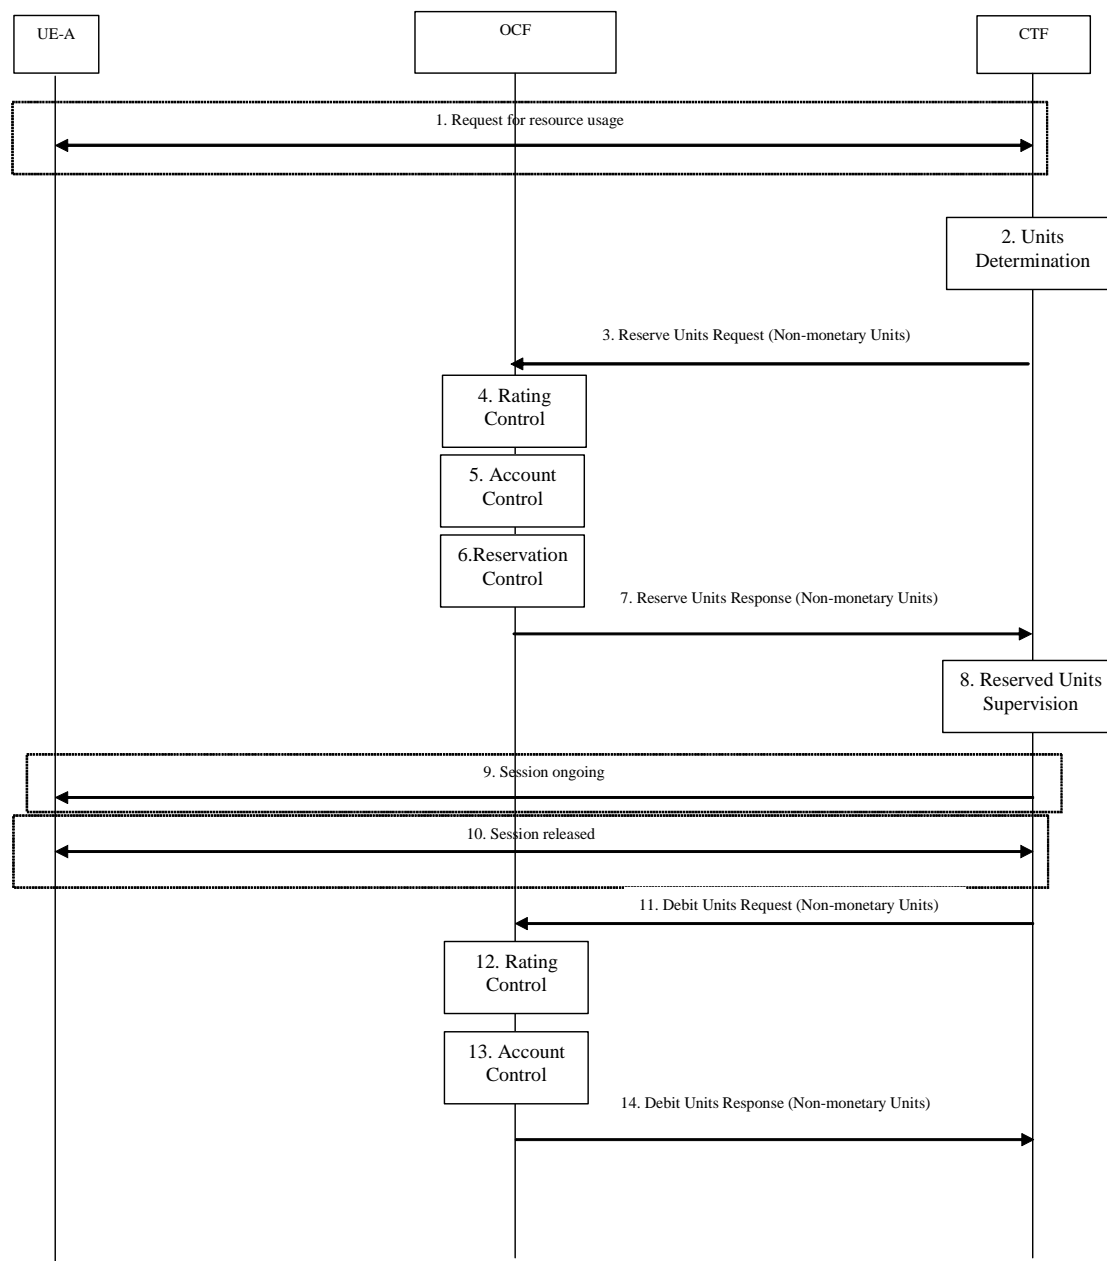 UE-A
OCF
CTF
1. Request for resource usage
2. Units
Determination
3. Reserve Units Request (Non-monetary Units)
4. Rating
Control
5. Account
Control
6.Reservation
Control
7. Reserve Units Response (Non-monetary Units)
8. Reserved Units
Supervision
9. Session ongoing
10. Session released
11. Debit Units Request (Non-monetary Units)
12. Rating
Control
13. Account
Control
14. Debit Units Response (Non-monetary Units)